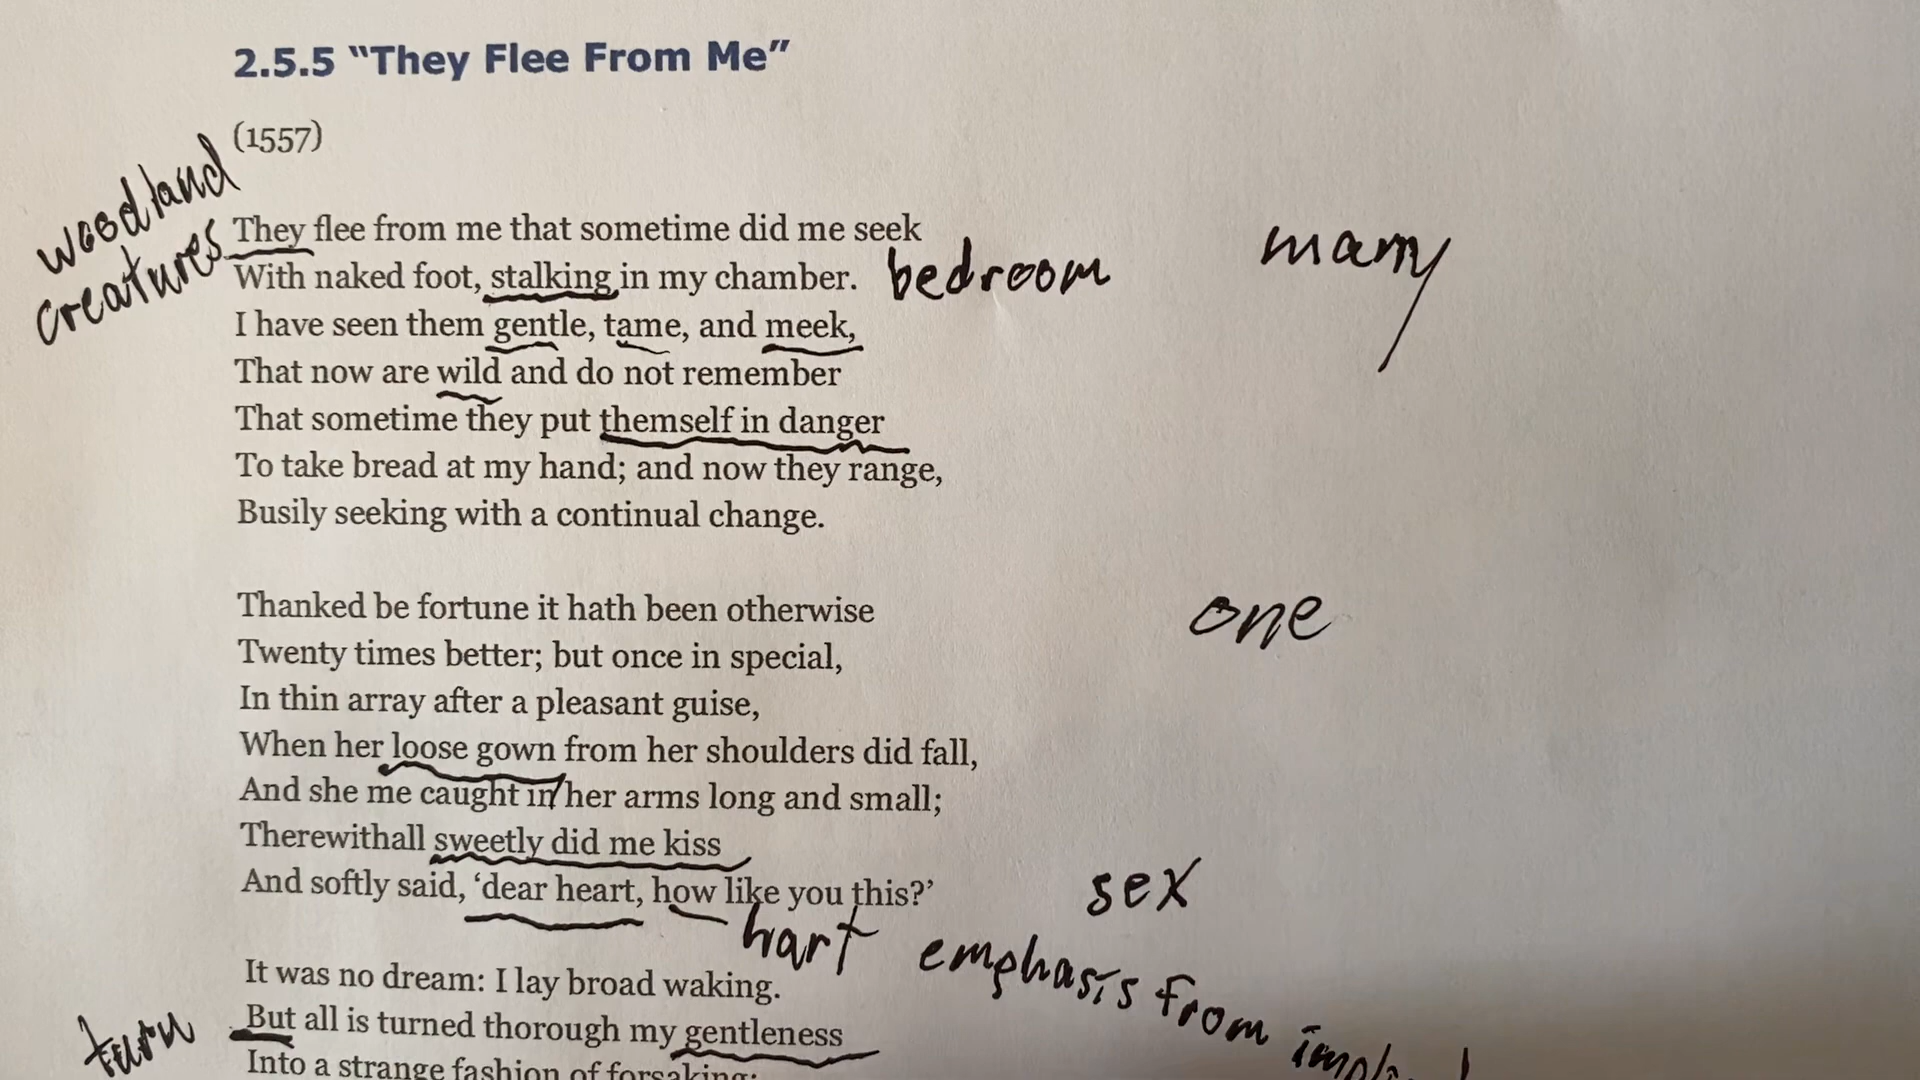 2.5.5 “They Flee From Me”
(1557)
woodland
creatures
They flee from me that sometime did me seek
With naked foot, stalking in my chamber. bedroom
many
I have seen them gentle, tame, and meek,
That now are wild and do not remember
That sometime they put themself in danger
To take bread at my hand; and now they range,
Busily seeking with a continual change.
Thanked be fortune it hath been otherwise
one
Twenty times better; but once in special,
In thin array after a pleasant guise,
When her loose gown from her shoulders did fall,
And she me caught in her arms long and small;
Therewithall sweetly did me kiss
And softly said, ‘dear heart, how like you this?’
sex
hart
emphasis from
It was no dream: I lay broad waking.
turn
But all is turned thorough my gentleness
Into a strange fashion of forsaking;